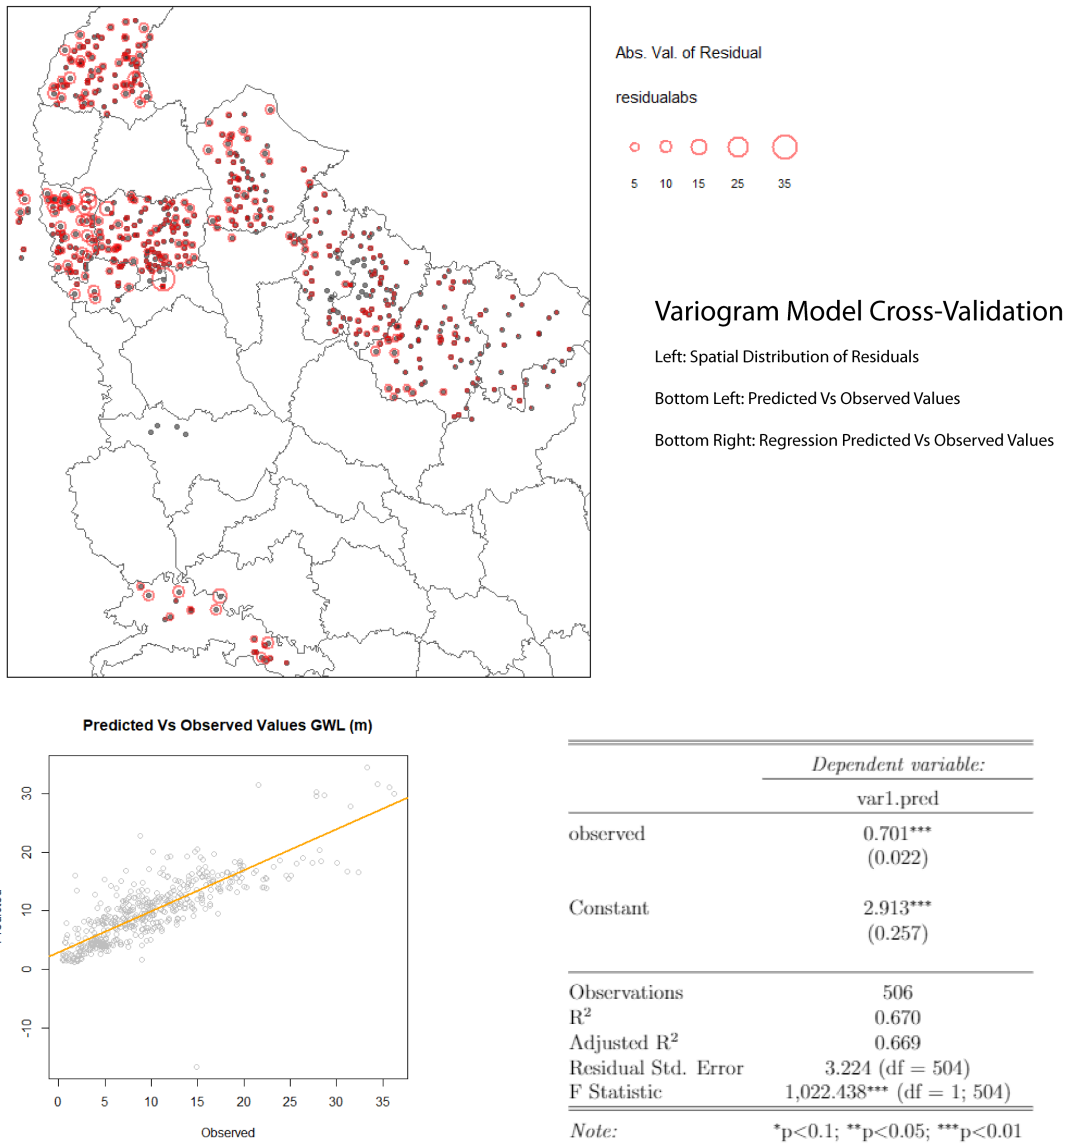 Abs. Val. of Residual
residualabs
5 10 15 25 35
Variogram Model Cross-Validation
Left: Spatial Distribution of Residuals
Bottom Left: Predicted Vs Observed Values
Bottom Right: Regression Predicted Vs Observed Values
Predicted Vs Observed Values GWL (m)
30
20
10
0
-10
0 5 10 15 20 25 30 35
Observed
Dependent variable:
var1.pred
observed 0.701***
(0.022)
Constant 2.913***
(0.257)
Observations 506
R² 0.670
Adjusted R² 0.669
Residual Std. Error 3.224 (df = 504)
F Statistic 1,022.438*** (df = 1; 504)
Note: *p<0.1; **p<0.05; ***p<0.01